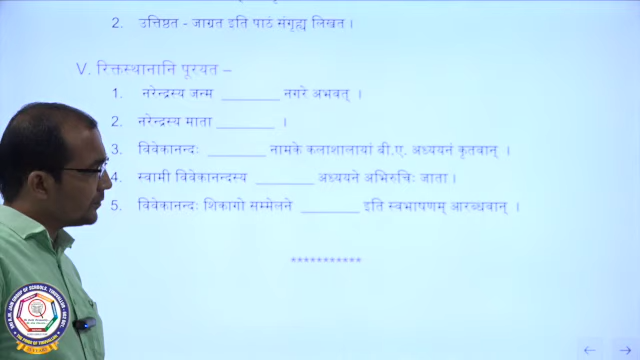 2. उत्तिष्ठत - जाग्रत इति पाठं संगृह्य लिखत ।
V. रिक्तस्थानानि पूरयत –
1. नरेन्द्रस्य जन्म ________ नगरे अभवत् ।
2. नरेन्द्रस्य माता ________ ।
3. विवेकानन्दः ________ नामके कलाशालायां बी.ए. अध्ययनं कृतवान् ।
4. स्वामी विवेकानन्दस्य ________ अध्ययने अभिरुचिः जाता ।
5. विवेकानन्दः शिकागो सम्मेलने ________ इति स्वभाषणम् आरब्धवान् ।
***********